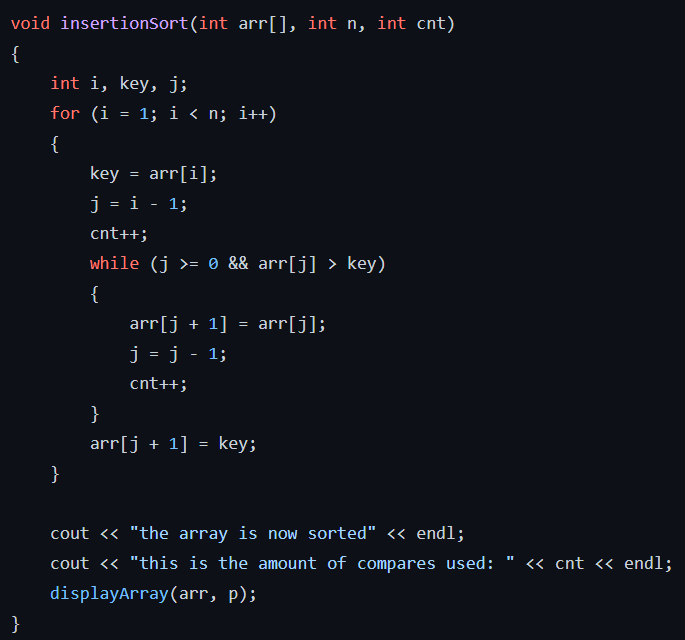 void insertionSort(int arr[], int n, int cnt)
{
    int i, key, j;
    for (i = 1; i < n; i++)
    {
        key = arr[i];
        j = i - 1;
        cnt++;
        while (j >= 0 && arr[j] > key)
        {
            arr[j + 1] = arr[j];
            j = j - 1;
            cnt++;
        }
        arr[j + 1] = key;
    }

    cout << "the array is now sorted" << endl;
    cout << "this is the amount of compares used: " << cnt << endl;
    displayArray(arr, p);
}